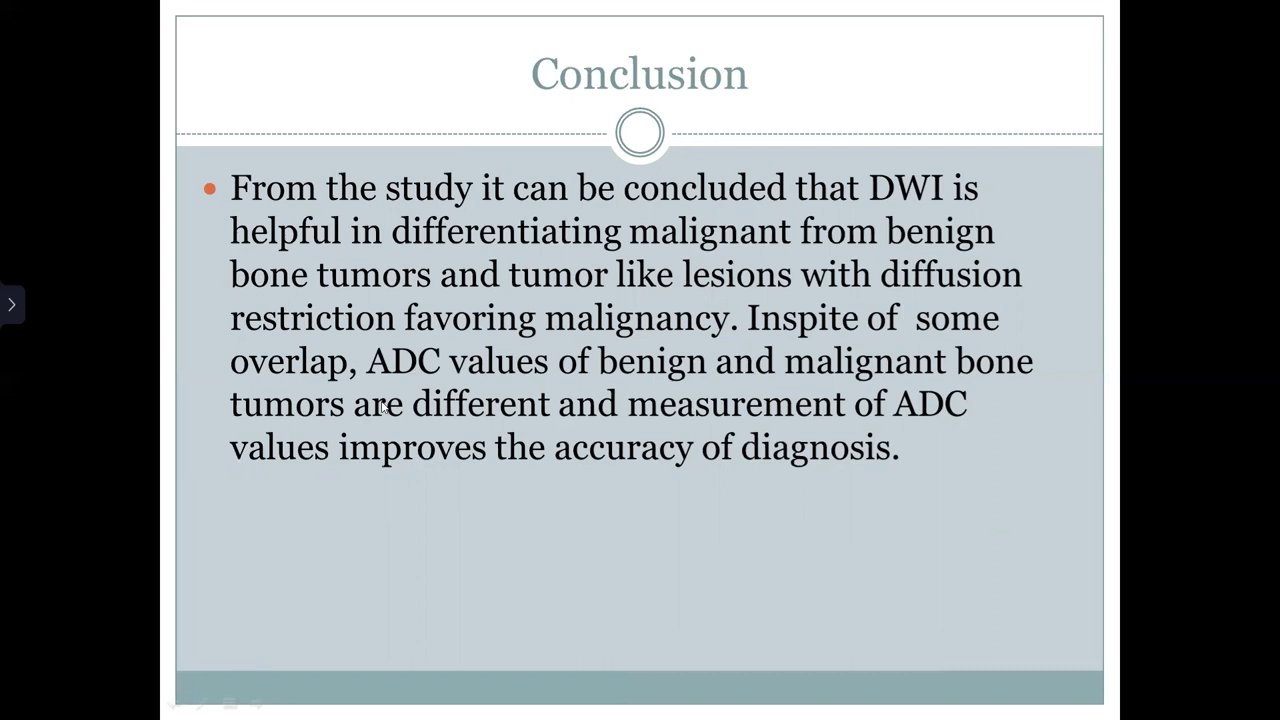 Conclusion
• From the study it can be concluded that DWI is
helpful in differentiating malignant from benign
bone tumors and tumor like lesions with diffusion
restriction favoring malignancy. Inspite of  some
overlap, ADC values of benign and malignant bone
tumors are different and measurement of ADC
values improves the accuracy of diagnosis.